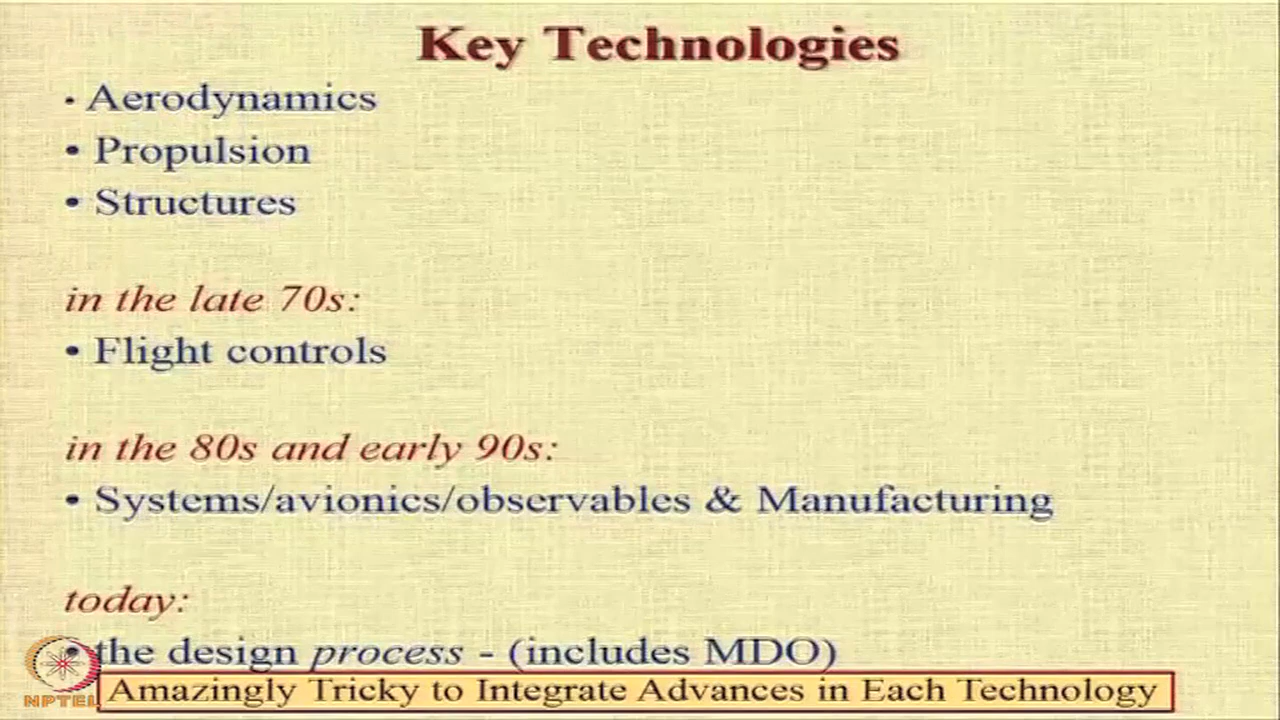 Key Technologies
• Aerodynamics
• Propulsion
• Structures
in the late 70s:
• Flight controls
in the 80s and early 90s:
• Systems/avionics/observables & Manufacturing
today:
• the design process - (includes MDO)
Amazingly Tricky to Integrate Advances in Each Technology
NPTEL